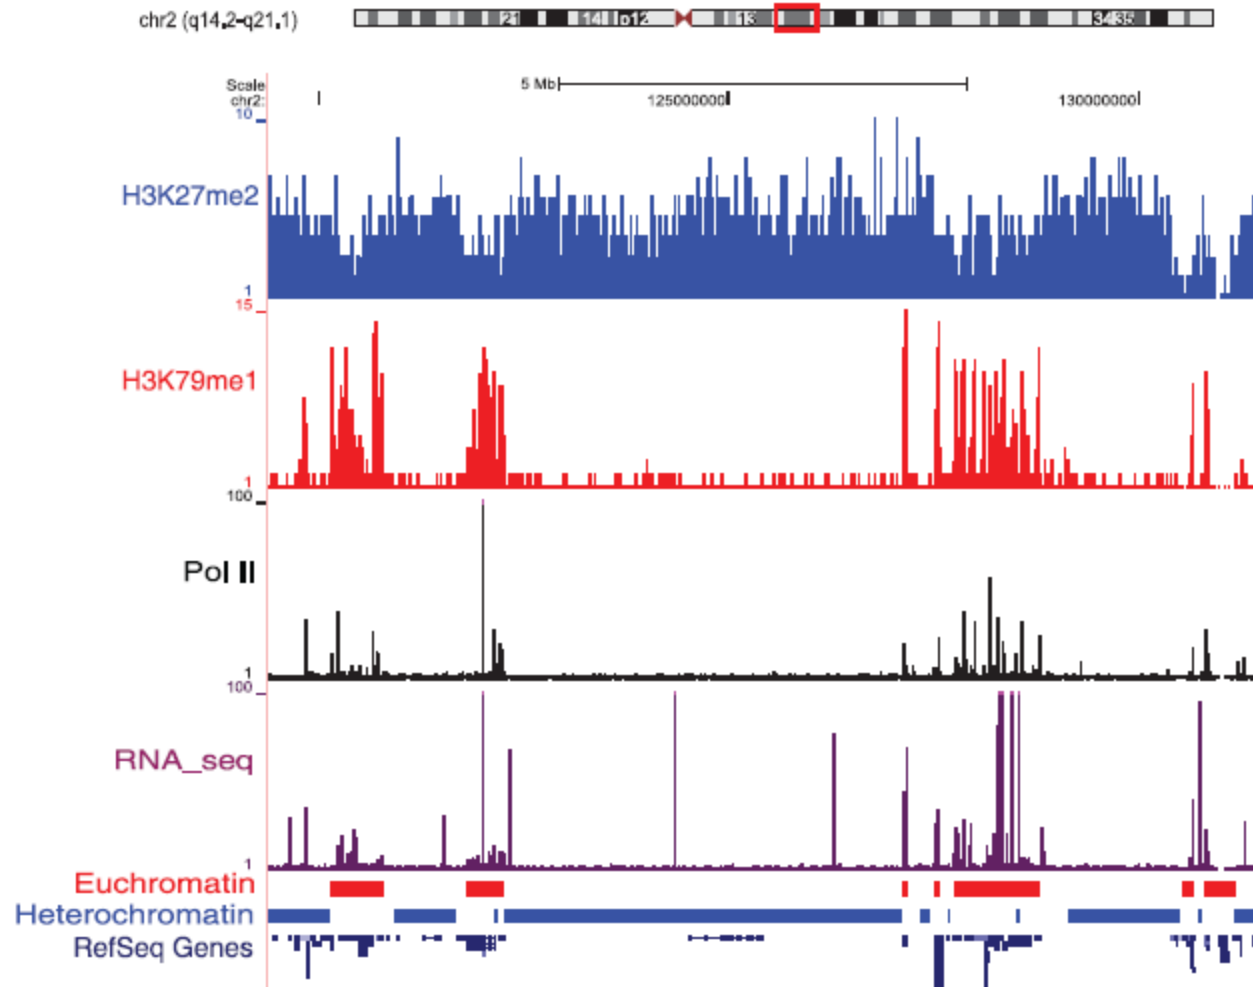 chr2 (q14.2-q21.1) 21 14 p12 13 34 35
Scale 5 Mb
chr2: 125000000 130000000
10
H3K27me2
1
15
H3K79me1
1
100
Pol II
1
100
RNA_seq
1
Euchromatin
Heterochromatin
RefSeq Genes